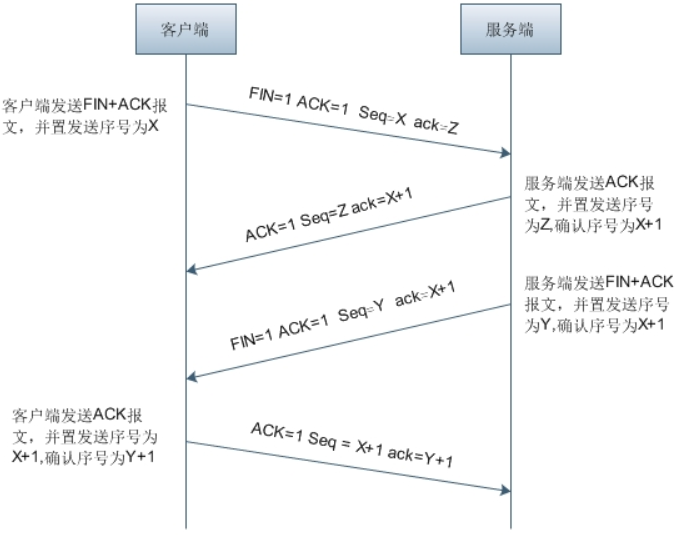 客户端
服务端
FIN=1 ACK=1 Seq=X ack=Z
客户端发送FIN+ACK报
文，并置发送序号为X
服务端发送ACK报
文，并置发送序号
为Z,确认序号为X+1
ACK=1 Seq=Z ack=X+1
服务端发送FIN+ACK
报文，并置发送序号
为Y,确认序号为X+1
FIN=1 ACK=1 Seq=Y ack=X+1
客户端发送ACK报
文，并置发送序号为
X+1,确认序号为Y+1
ACK=1 Seq = X+1 ack=Y+1